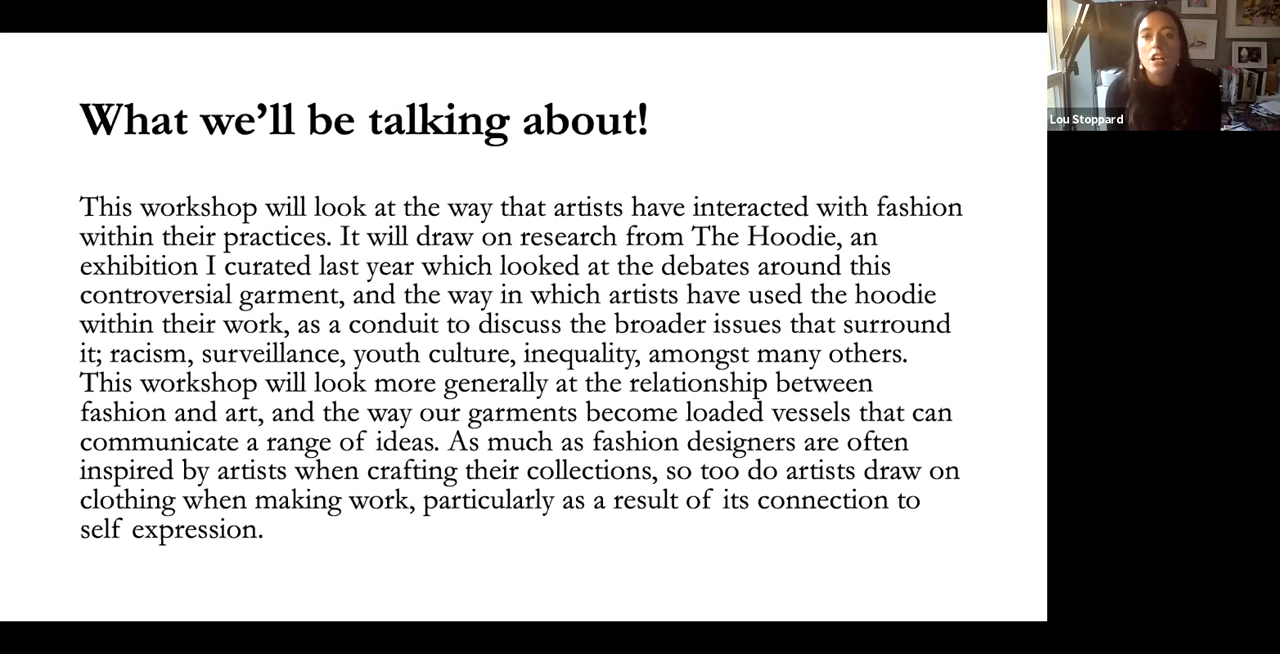 What we’ll be talking about!
This workshop will look at the way that artists have interacted with fashion
within their practices. It will draw on research from The Hoodie, an
exhibition I curated last year which looked at the debates around this
controversial garment, and the way in which artists have used the hoodie
within their work, as a conduit to discuss the broader issues that surround
it; racism, surveillance, youth culture, inequality, amongst many others.
This workshop will look more generally at the relationship between
fashion and art, and the way our garments become loaded vessels that can
communicate a range of ideas. As much as fashion designers are often
inspired by artists when crafting their collections, so too do artists draw on
clothing when making work, particularly as a result of its connection to
self expression.
Lou Stoppard